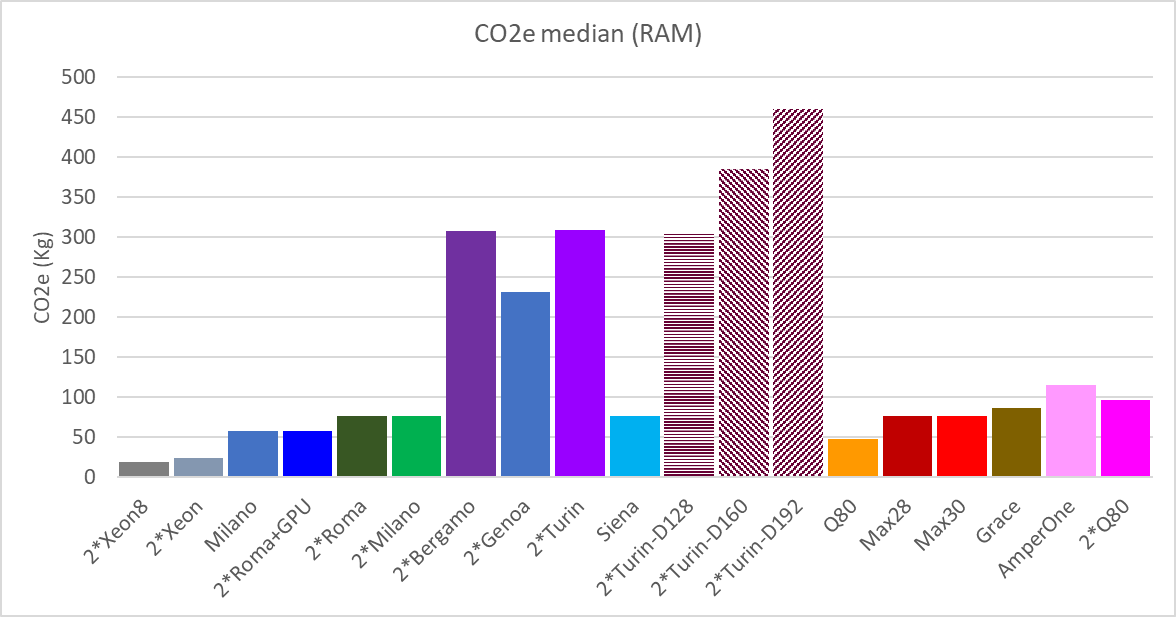 CO2e median (RAM)
CO2e (Kg)
500
450
400
350
300
250
200
150
100
50
0
2*Xeon8
2*Xeon
Milano
2*Roma+GPU
2*Roma
2*Milano
2*Bergamo
2*Genoa
2*Turin
Siena
2*Turin-D128
2*Turin-D160
2*Turin-D192
Q80
Max28
Max30
Grace
AmperOne
2*Q80